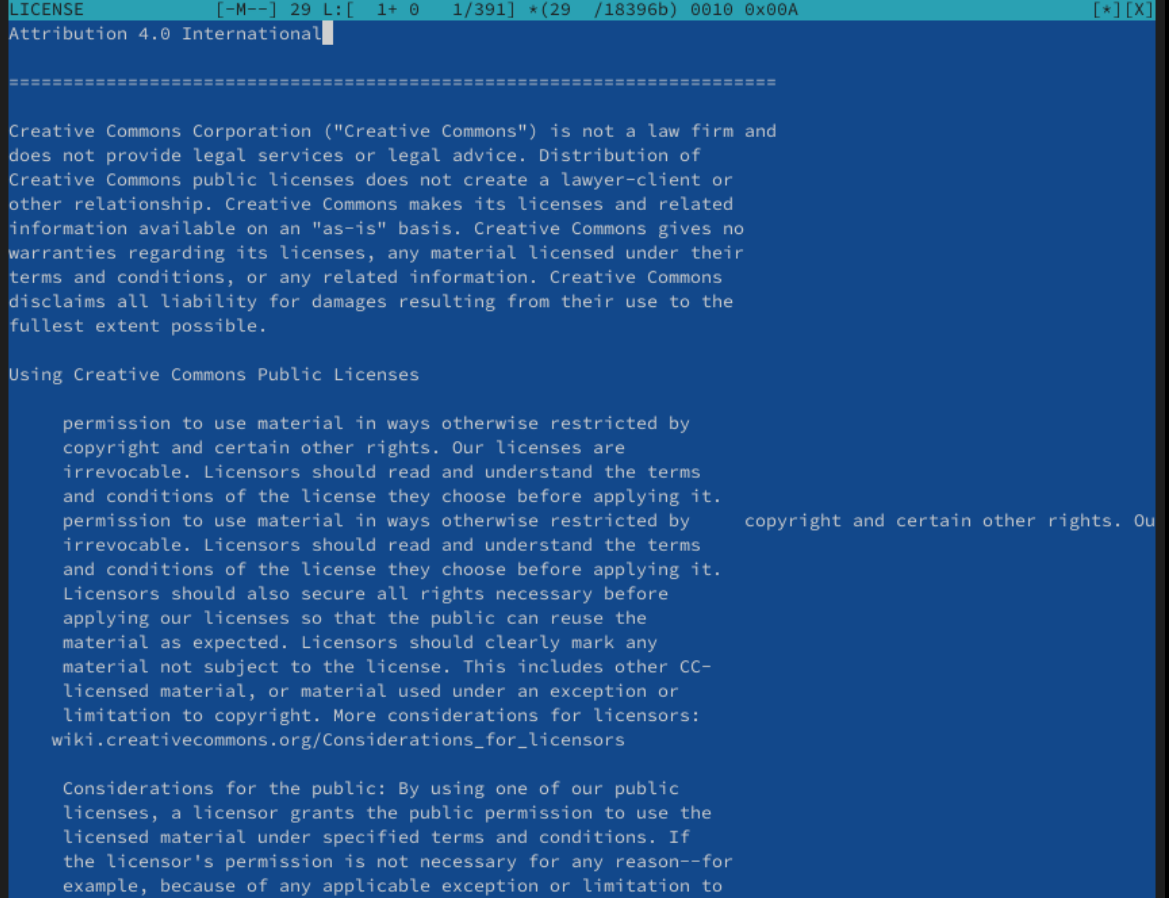 LICENSE            [-M--] 29 L:[  1+ 0   1/391] *(29  /18396b) 0010 0x00A                           [*][X]
Attribution 4.0 International
=======================================================================
Creative Commons Corporation ("Creative Commons") is not a law firm and
does not provide legal services or legal advice. Distribution of
Creative Commons public licenses does not create a lawyer-client or
other relationship. Creative Commons makes its licenses and related
information available on an "as-is" basis. Creative Commons gives no
warranties regarding its licenses, any material licensed under their
terms and conditions, or any related information. Creative Commons
disclaims all liability for damages resulting from their use to the
fullest extent possible.
Using Creative Commons Public Licenses
     permission to use material in ways otherwise restricted by
     copyright and certain other rights. Our licenses are
     irrevocable. Licensors should read and understand the terms
     and conditions of the license they choose before applying it.
     permission to use material in ways otherwise restricted by     copyright and certain other rights. Ou
     irrevocable. Licensors should read and understand the terms
     and conditions of the license they choose before applying it.
     Licensors should also secure all rights necessary before
     applying our licenses so that the public can reuse the
     material as expected. Licensors should clearly mark any
     material not subject to the license. This includes other CC-
     licensed material, or material used under an exception or
     limitation to copyright. More considerations for licensors:
    wiki.creativecommons.org/Considerations_for_licensors
     Considerations for the public: By using one of our public
     licenses, a licensor grants the public permission to use the
     licensed material under specified terms and conditions. If
     the licensor's permission is not necessary for any reason--for
     example, because of any applicable exception or limitation to